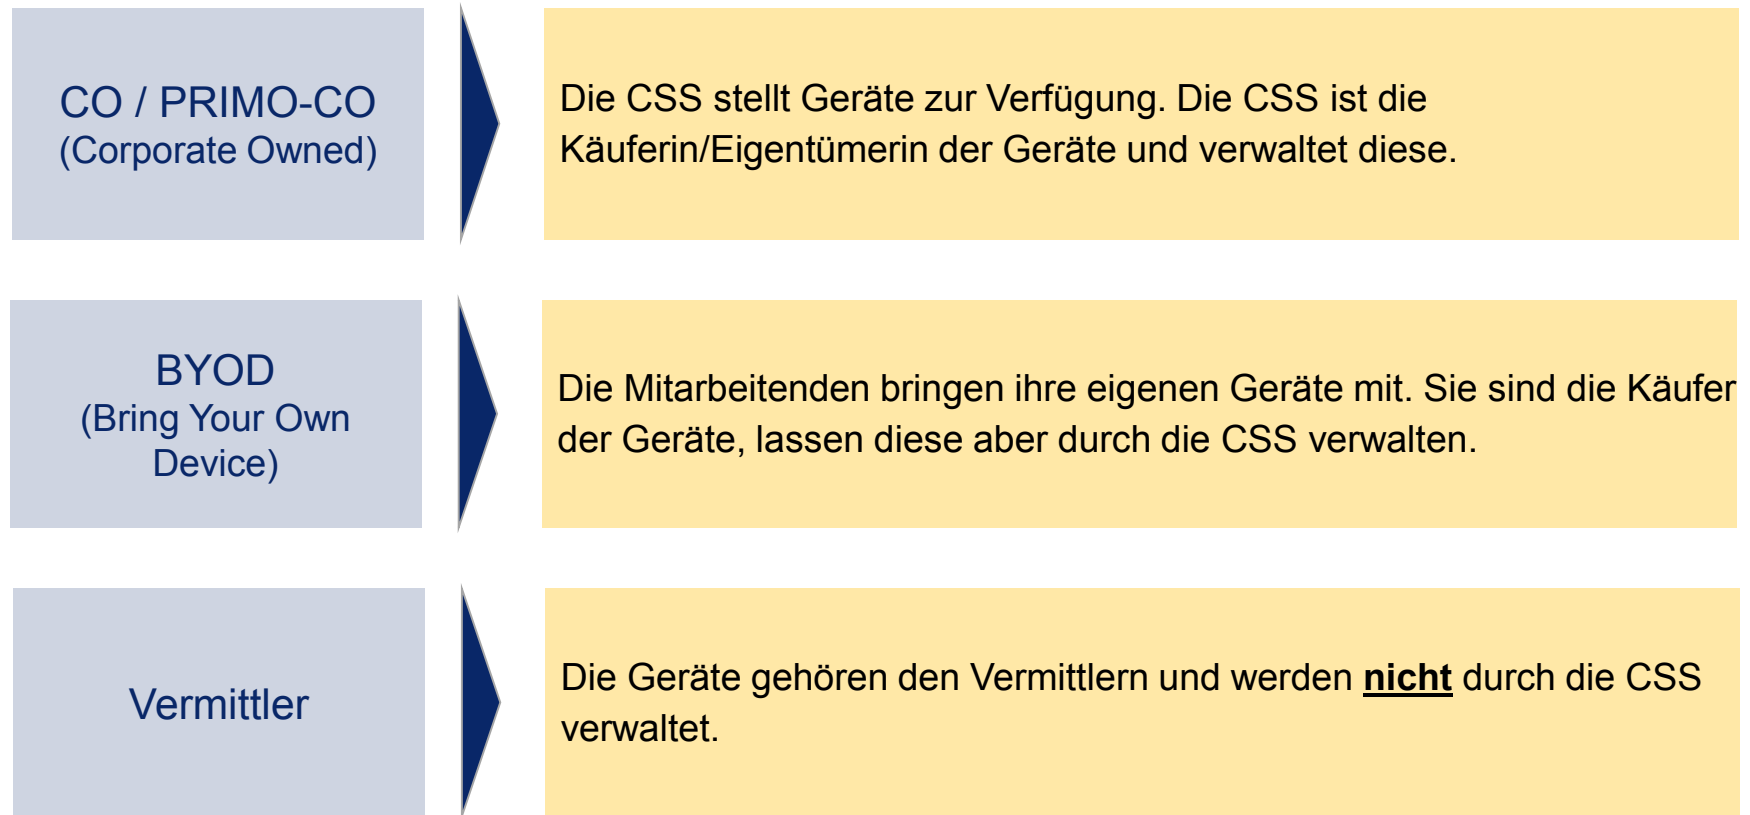 CO / PRIMO-CO
(Corporate Owned)
Die CSS stellt Geräte zur Verfügung. Die CSS ist die
Käuferin/Eigentümerin der Geräte und verwaltet diese.
BYOD
(Bring Your Own
Device)
Die Mitarbeitenden bringen ihre eigenen Geräte mit. Sie sind die Käufer
der Geräte, lassen diese aber durch die CSS verwalten.
Vermittler
Die Geräte gehören den Vermittlern und werden nicht durch die CSS
verwaltet.